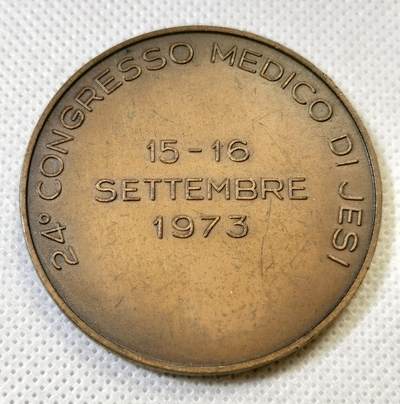 24° CONGRESSO MEDICO DI JESI
15-16
SETTEMBRE
1973